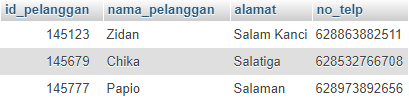 id_pelanggan nama_pelanggan alamat no_telp
145123 Zidan Salam Kanci 628863882511
145679 Chika Salatiga 628532766708
145777 Papio Salaman 628973892656